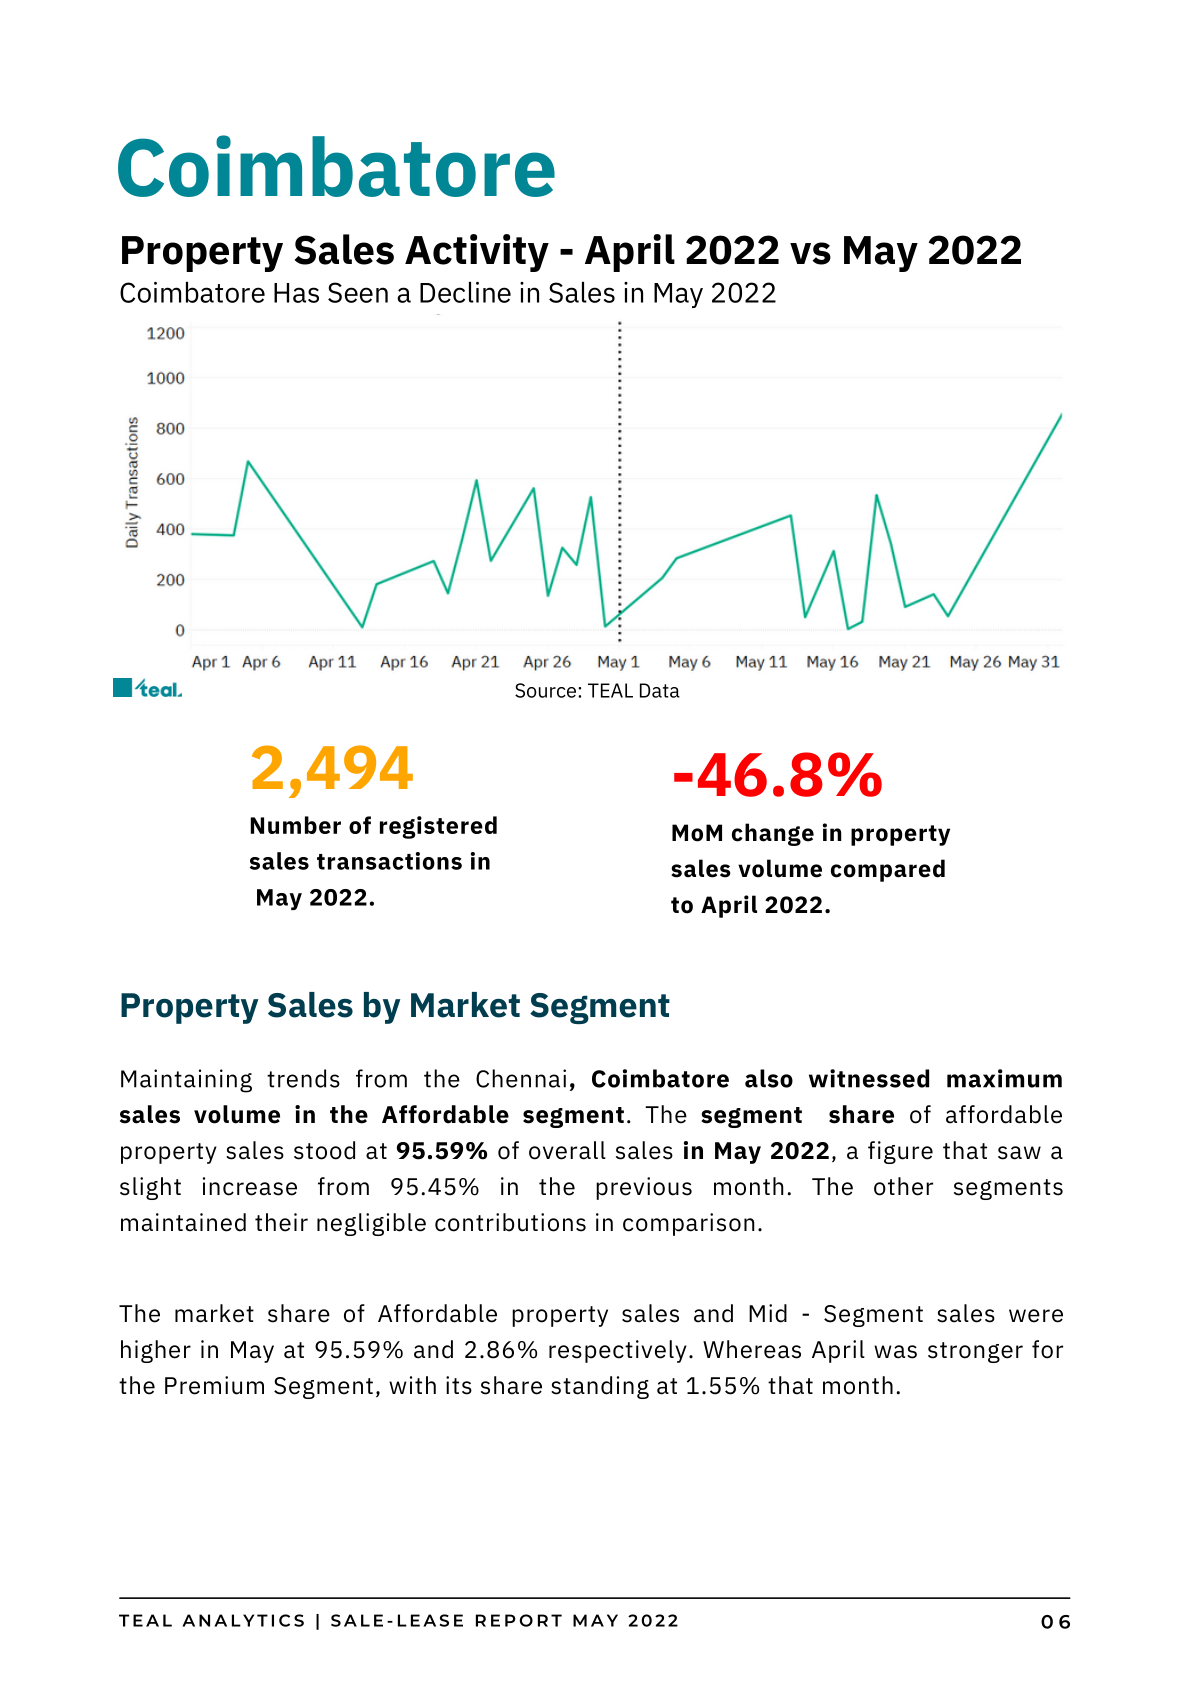 Coimbatore
Property Sales Activity - April 2022 vs May 2022
Coimbatore Has Seen a Decline in Sales in May 2022
1200
1000
800
600
400
200
0
Daily Transactions
Apr 1 Apr 6 Apr 11 Apr 16 Apr 21 Apr 26 May 1 May 6 May 11 May 16 May 21 May 26 May 31
teal.
Source: TEAL Data
2,494
Number of registered
sales transactions in
May 2022.
-46.8%
MoM change in property
sales volume compared
to April 2022.
Property Sales by Market Segment
Maintaining trends from the Chennai, Coimbatore also witnessed maximum
sales volume in the Affordable segment. The segment share of affordable
property sales stood at 95.59% of overall sales in May 2022, a figure that saw a
slight increase from 95.45% in the previous month. The other segments
maintained their negligible contributions in comparison.
The market share of Affordable property sales and Mid - Segment sales were
higher in May at 95.59% and 2.86% respectively. Whereas April was stronger for
the Premium Segment, with its share standing at 1.55% that month.
TEAL ANALYTICS | SALE-LEASE REPORT MAY 2022
06